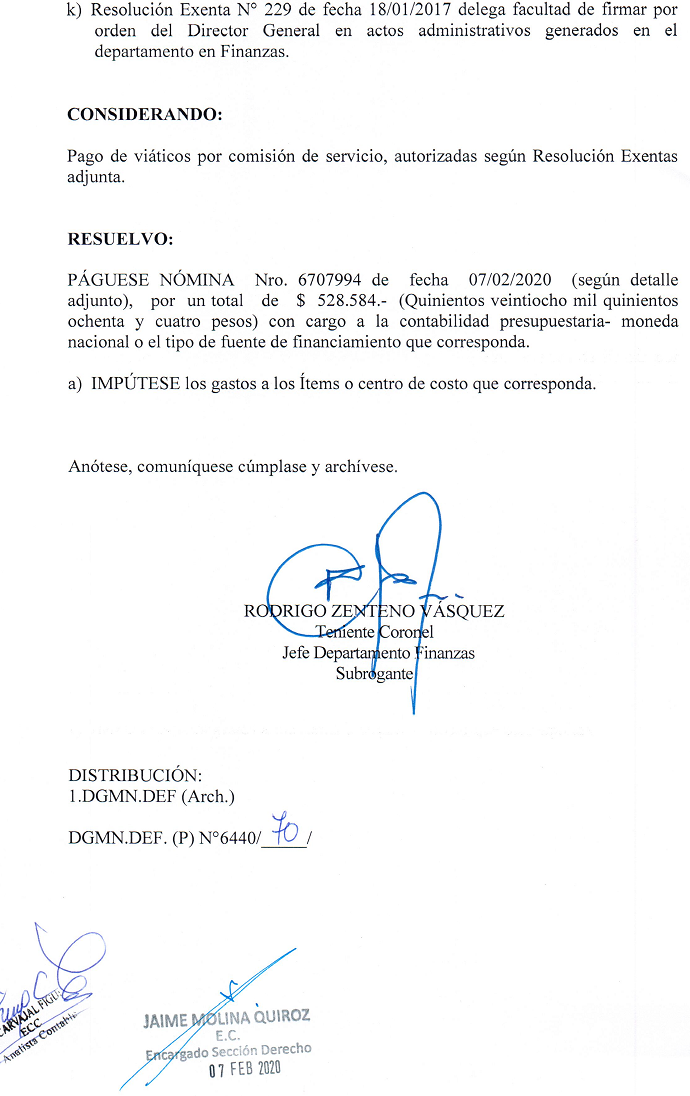 k) Resolución Exenta N° 229 de fecha 18/01/2017 delega facultad de firmar por
orden del Director General en actos administrativos generados en el
departamento en Finanzas.
CONSIDERANDO:
Pago de viáticos por comisión de servicio, autorizadas según Resolución Exentas
adjunta.
RESUELVO:
PÁGUESE NÓMINA Nro. 6707994 de fecha 07/02/2020 (según detalle
adjunto), por un total de $ 528.584.- (Quinientos veintiocho mil quinientos
ochenta y cuatro pesos) con cargo a la contabilidad presupuestaria- moneda
nacional o el tipo de fuente de financiamiento que corresponda.
a) IMPÚTESE los gastos a los Ítems o centro de costo que corresponda.
Anótese, comuníquese cúmplase y archívese.
RODRIGO ZENTENO VÁSQUEZ
Teniente Coronel
Jefe Departamento Finanzas
Subrogante
DISTRIBUCIÓN:
1.DGMN.DEF (Arch.)
DGMN.DEF. (P) N°6440/ 70 /
CARVAJAL
ECC
Analista Contable
JAIME MOLINA QUIROZ
E.C.
Encargado Sección Derecho
07 FEB 2020